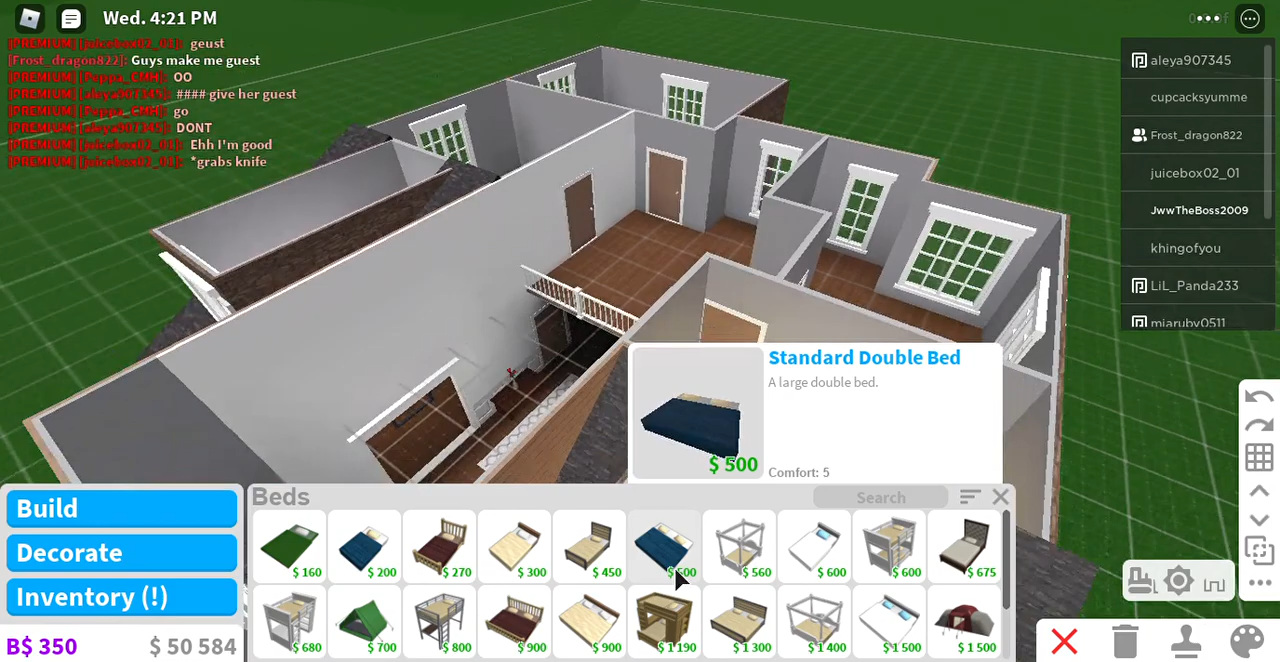 Wed. 4:21 PM
[PREMIUM] [juicebox02_01]: geust
[Frost_dragon822]: Guys make me guest
[PREMIUM] [Peppa_CMH]: OO
[PREMIUM] [aleya907345]: #### give her guest
[PREMIUM] [Peppa_CMH]: go
[PREMIUM] [aleya907345]: DONT
[PREMIUM] [juicebox02_01]: Ehh I'm good
[PREMIUM] [juicebox02_01]: *grabs knife
aleya907345
cupcacksyumme
Frost_dragon822
juicebox02_01
JwwTheBoss2009
khingofyou
LiL_Panda233
miaruby0511
Standard Double Bed
A large double bed.
$ 500
Comfort: 5
Build
Decorate
Inventory (!)
B$ 350 $ 50 584
Beds
Search
$ 160 $ 200 $ 270 $ 300 $ 450 $ 500 $ 560 $ 600 $ 600 $ 675
$ 680 $ 700 $ 800 $ 900 $ 900 $ 1 190 $ 1 300 $ 1 400 $ 1 500 $ 1 500